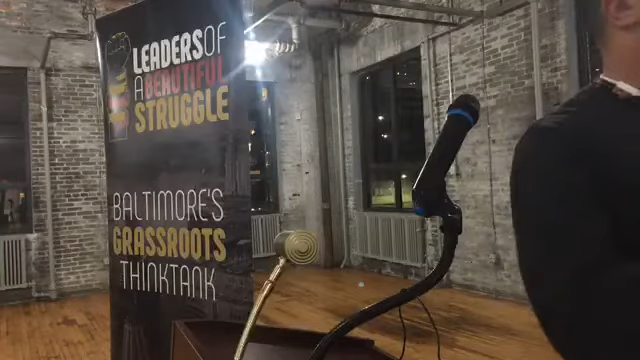 LEADERS OF
A BEAUTIFUL
STRUGGLE
BALTIMORE'S
GRASSROOTS
THINKTANK